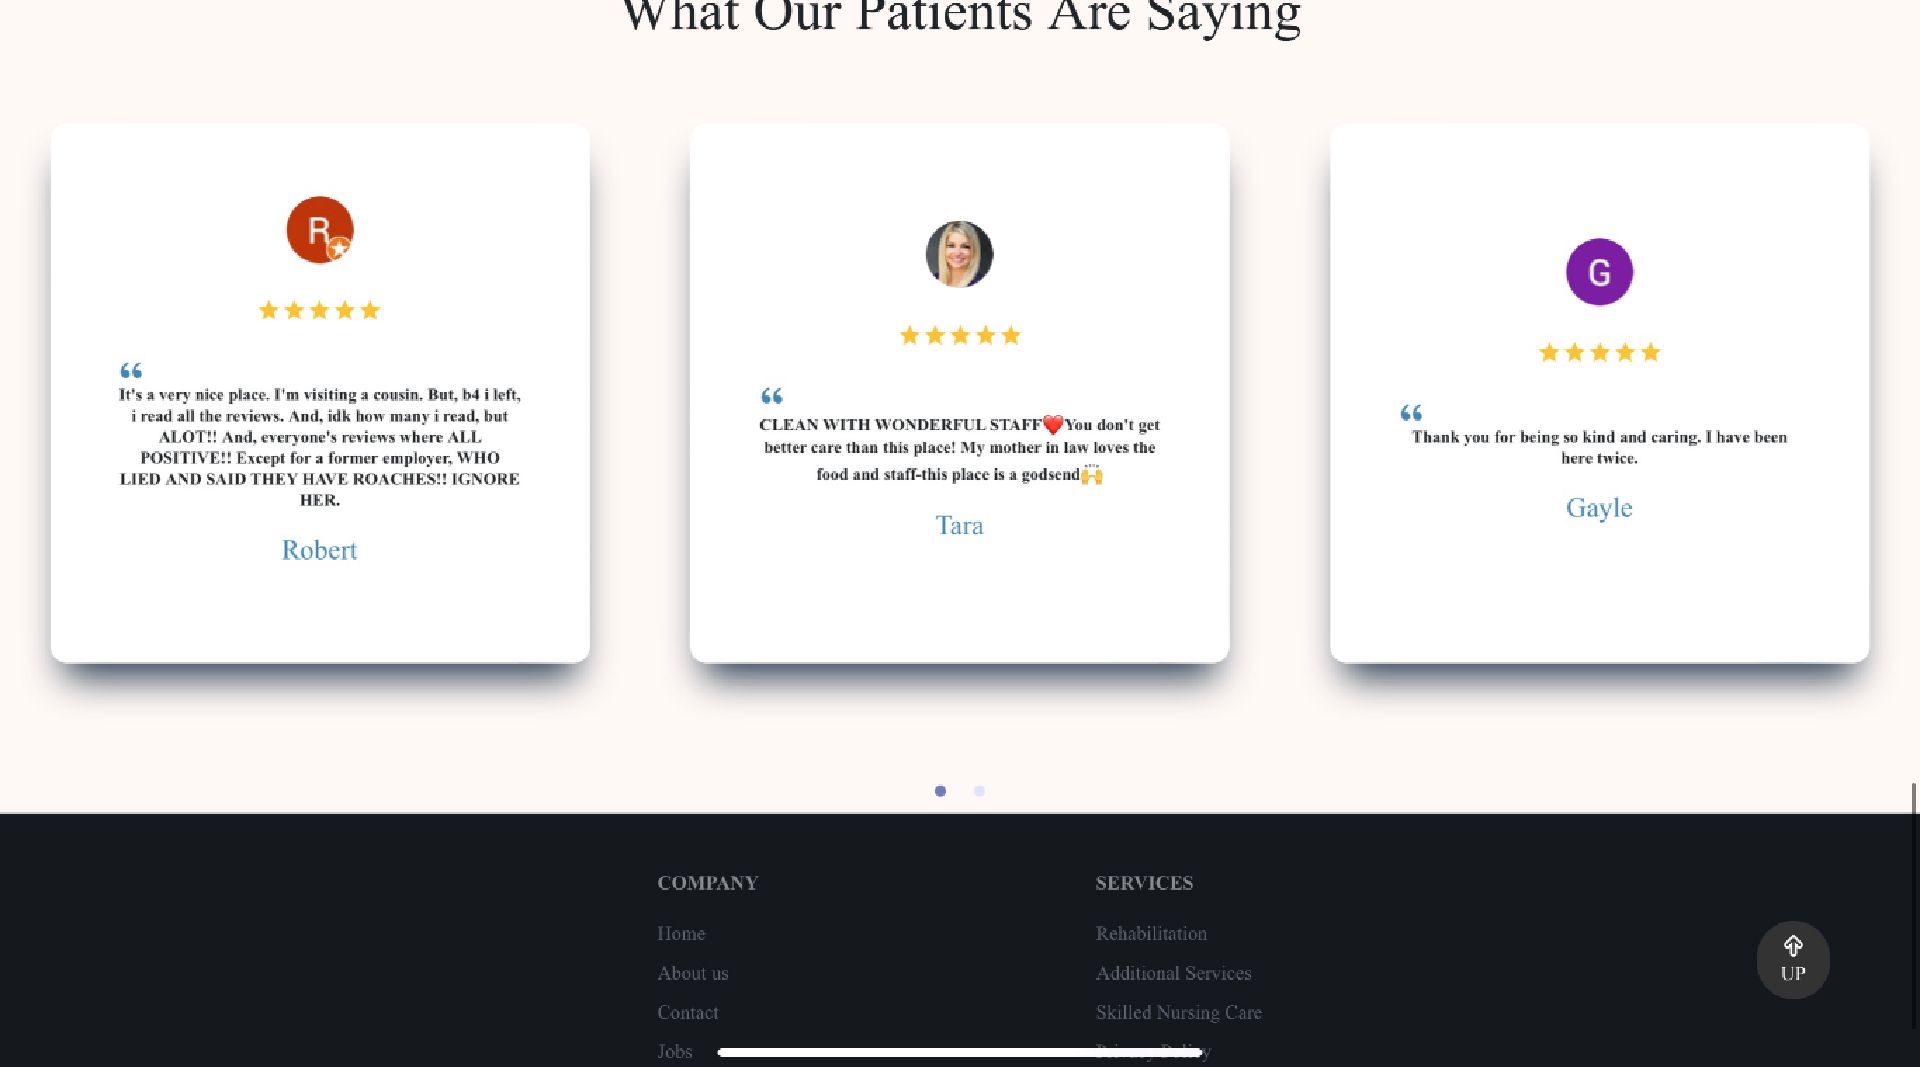 What Our Patients Are Saying
R
It's a very nice place. I'm visiting a cousin. But, b4 i left,
i read all the reviews. And, idk how many i read, but
ALOT!! And, everyone's reviews where ALL
POSITIVE!! Except for a former employer, WHO
LIED AND SAID THEY HAVE ROACHES!! IGNORE
HER.
Robert
CLEAN WITH WONDERFUL STAFF❤️You don't get
better care than this place! My mother in law loves the
food and staff-this place is a godsend🙌
Tara
G
Thank you for being so kind and caring. I have been
here twice.
Gayle
COMPANY
Home
About us
Contact
Jobs
SERVICES
Rehabilitation
Additional Services
Skilled Nursing Care
Privacy Policy
UP